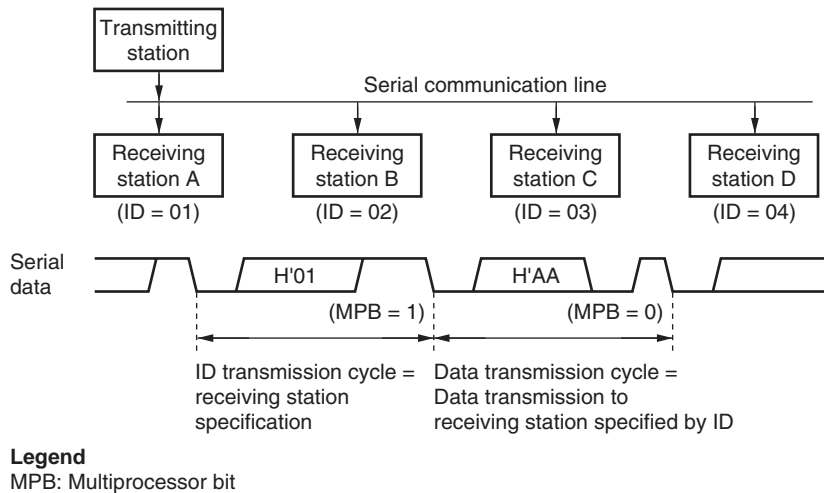 Transmitting
station
Serial communication line
Receiving
station A
Receiving
station B
Receiving
station C
Receiving
station D
(ID = 01)
(ID = 02)
(ID = 03)
(ID = 04)
Serial
data
H'01
H'AA
(MPB = 1)
(MPB = 0)
ID transmission cycle =
receiving station
specification
Data transmission cycle =
Data transmission to
receiving station specified by ID
Legend
MPB: Multiprocessor bit